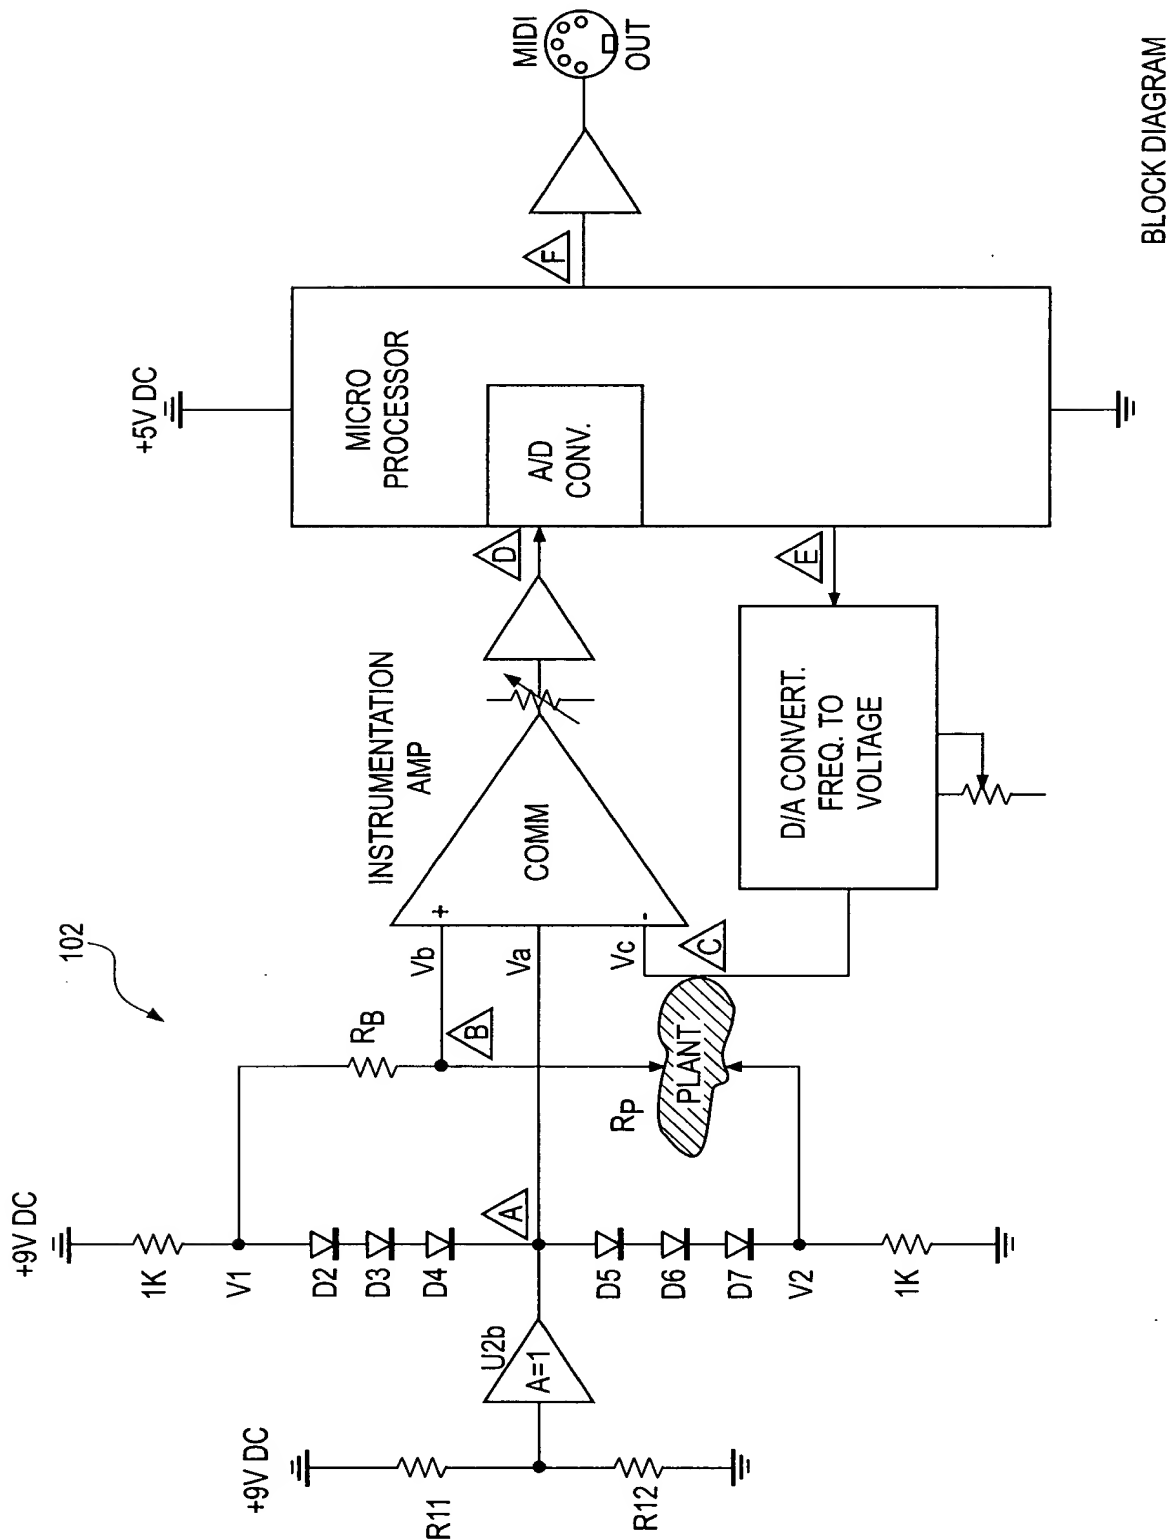 102
+9V DC
R11
R12
U2b
A=1
+9V DC
1K
V1
D2
D3
D4
A
D5
D6
D7
V2
1K
RB
B
RP
PLANT
Vb
Va
Vc
C
+
COMM
-
INSTRUMENTATION
AMP
D
D/A CONVERT.
FREQ. TO
VOLTAGE
E
+5V DC
MICRO
PROCESSOR
A/D
CONV.
F
MIDI
OUT
BLOCK DIAGRAM